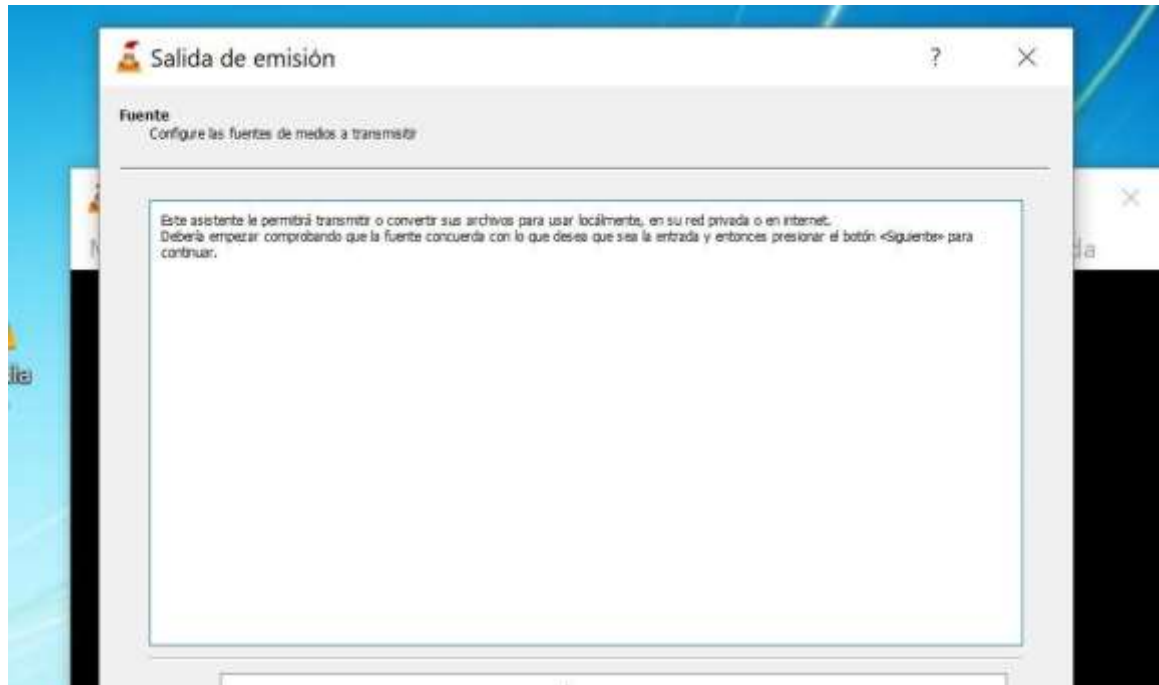 Salida de emisión
?
Fuente
Configure las fuentes de medios a transmisitir
Este asistente le permitirá transmitir o convertir sus archivos para usar locálmente, en su red privada o en internet.
Debería empezar comprobando que la fuente concuerda con lo que desea que sea la entrada y entonces presionar el botón «Siguiente» para
continuar.